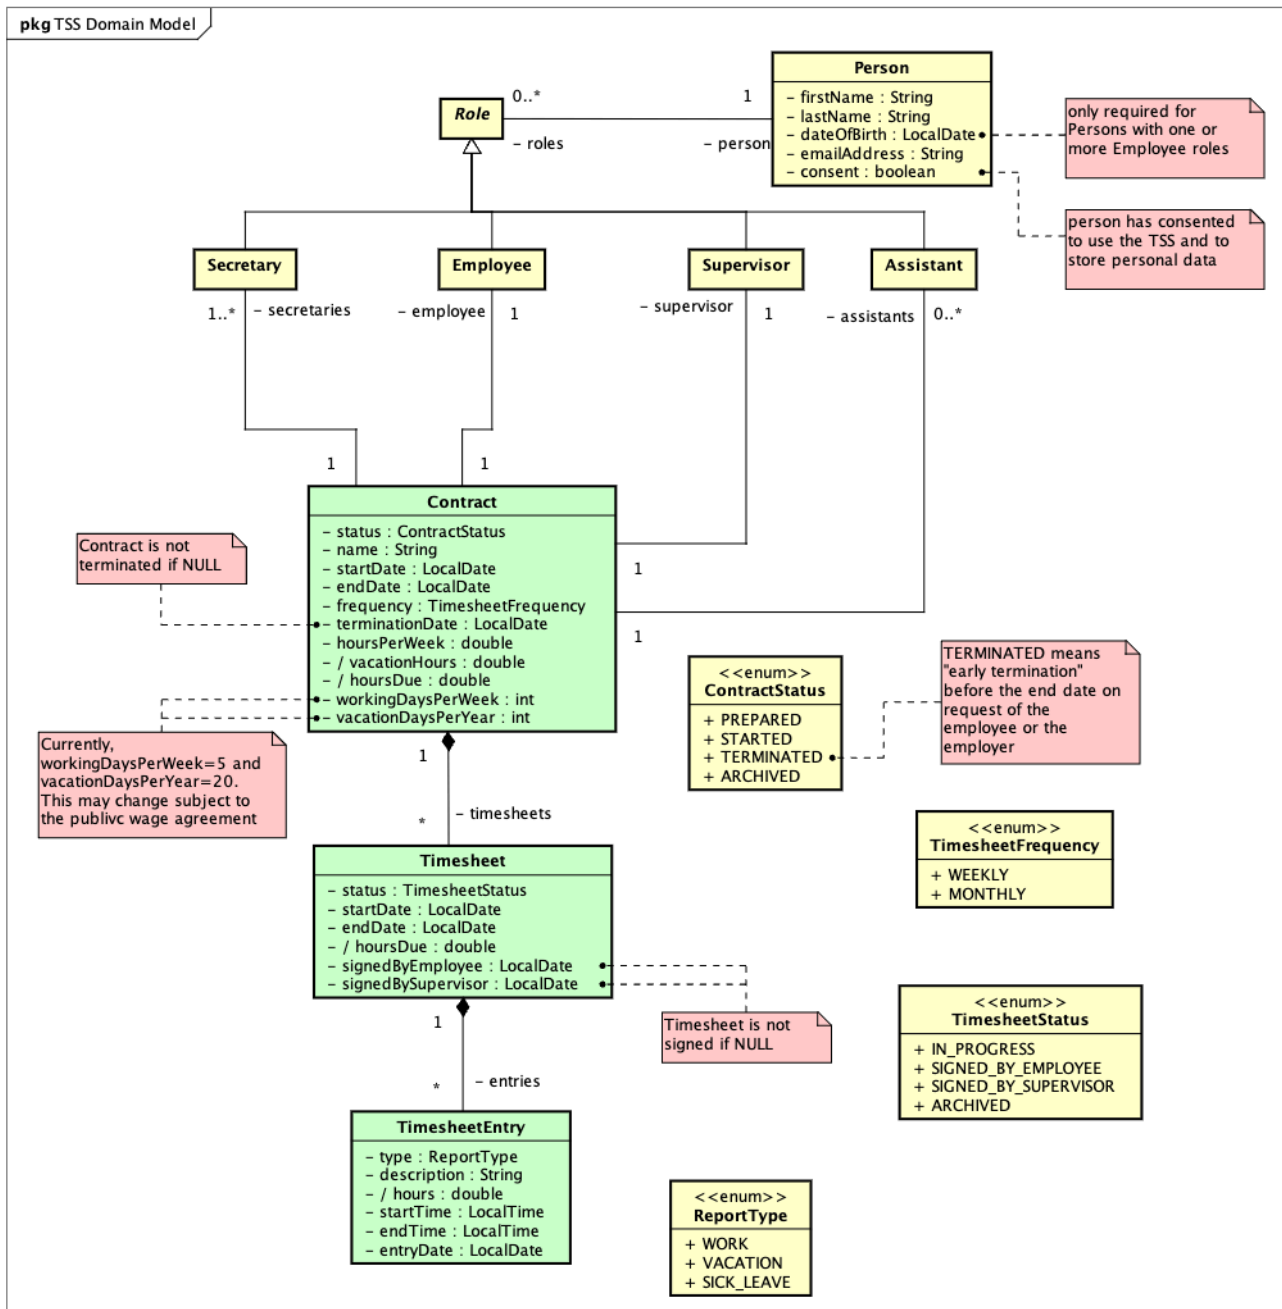 pkg TSS Domain Model
Person
- firstName : String
- lastName : String
- dateOfBirth : LocalDate
- emailAddress : String
- consent : boolean
only required for
Persons with one or
more Employee roles
person has consented
to use the TSS and to
store personal data
Role
0..*
1
- roles
- person
Secretary
Employee
Supervisor
Assistant
1..*
- secretaries
- employee
1
- supervisor
1
- assistants
0..*
1
1
1
1
Contract
- status : ContractStatus
- name : String
- startDate : LocalDate
- endDate : LocalDate
- frequency : TimesheetFrequency
- terminationDate : LocalDate
- hoursPerWeek : double
- / vacationHours : double
- / hoursDue : double
- workingDaysPerWeek : int
- vacationDaysPerYear : int
Contract is not
terminated if NULL
Currently,
workingDaysPerWeek=5 and
vacationDaysPerYear=20.
This may change subject to
the publivc wage agreement
<<enum>>
ContractStatus
+ PREPARED
+ STARTED
+ TERMINATED
+ ARCHIVED
TERMINATED means
"early termination"
before the end date on
request of the
employee or the
employer
1
- timesheets
*
<<enum>>
TimesheetFrequency
+ WEEKLY
+ MONTHLY
Timesheet
- status : TimesheetStatus
- startDate : LocalDate
- endDate : LocalDate
- / hoursDue : double
- signedByEmployee : LocalDate
- signedBySupervisor : LocalDate
Timesheet is not
signed if NULL
<<enum>>
TimesheetStatus
+ IN_PROGRESS
+ SIGNED_BY_EMPLOYEE
+ SIGNED_BY_SUPERVISOR
+ ARCHIVED
1
- entries
*
TimesheetEntry
- type : ReportType
- description : String
- / hours : double
- startTime : LocalTime
- endTime : LocalTime
- entryDate : LocalDate
<<enum>>
ReportType
+ WORK
+ VACATION
+ SICK_LEAVE